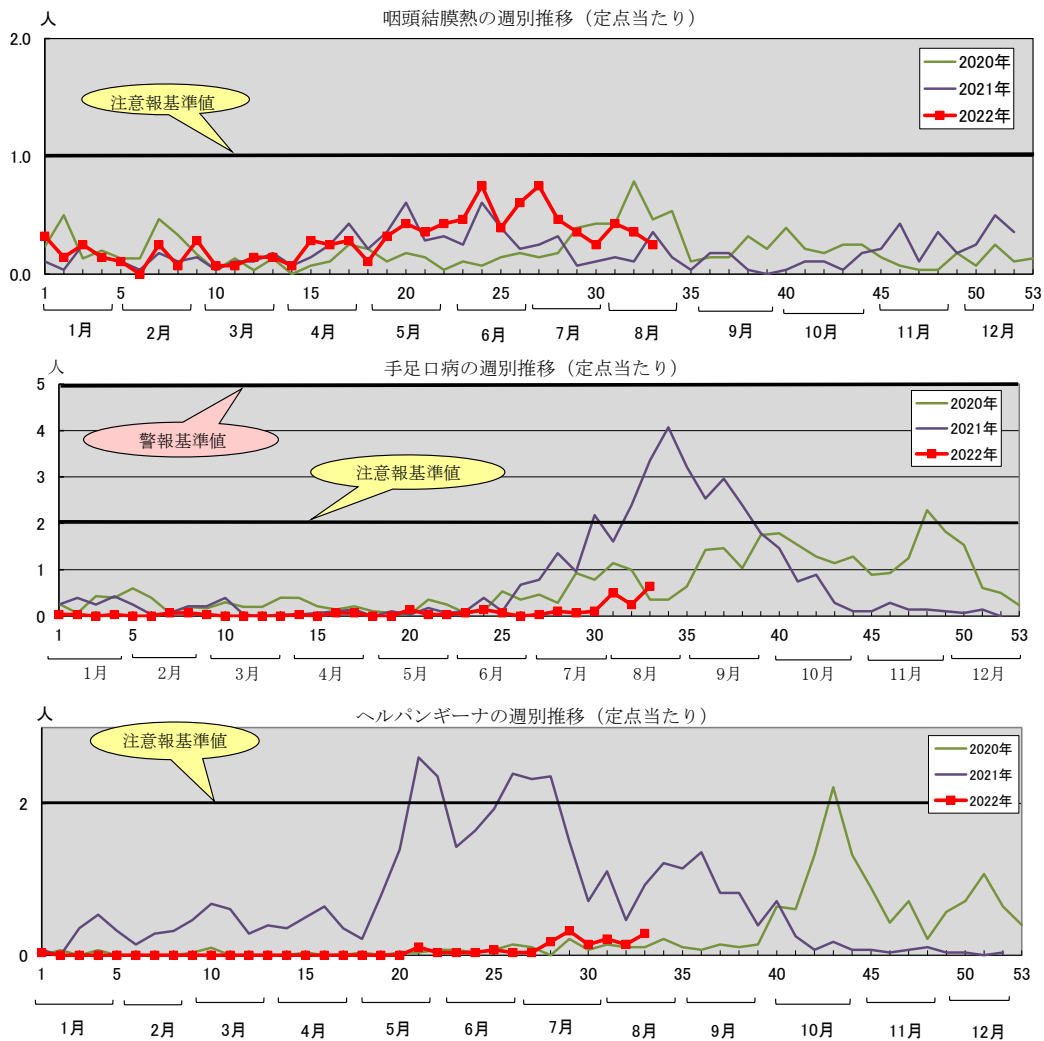 咽頭結膜熱の週別推移（定点当たり）
人
2.0
1.0
0.0
注意報基準値
2020年
2021年
2022年
1 5 10 15 20 25 30 35 40 45 50 53
1月 2月 3月 4月 5月 6月 7月 8月 9月 10月 11月 12月
手足口病の週別推移（定点当たり）
人
5
4
3
2
1
0
警報基準値
注意報基準値
2020年
2021年
2022年
1 5 10 15 20 25 30 35 40 45 50 53
1月 2月 3月 4月 5月 6月 7月 8月 9月 10月 11月 12月
ヘルパンギーナの週別推移（定点当たり）
人
2
0
注意報基準値
2020年
2021年
2022年
1 5 10 15 20 25 30 35 40 45 50 53
1月 2月 3月 4月 5月 6月 7月 8月 9月 10月 11月 12月